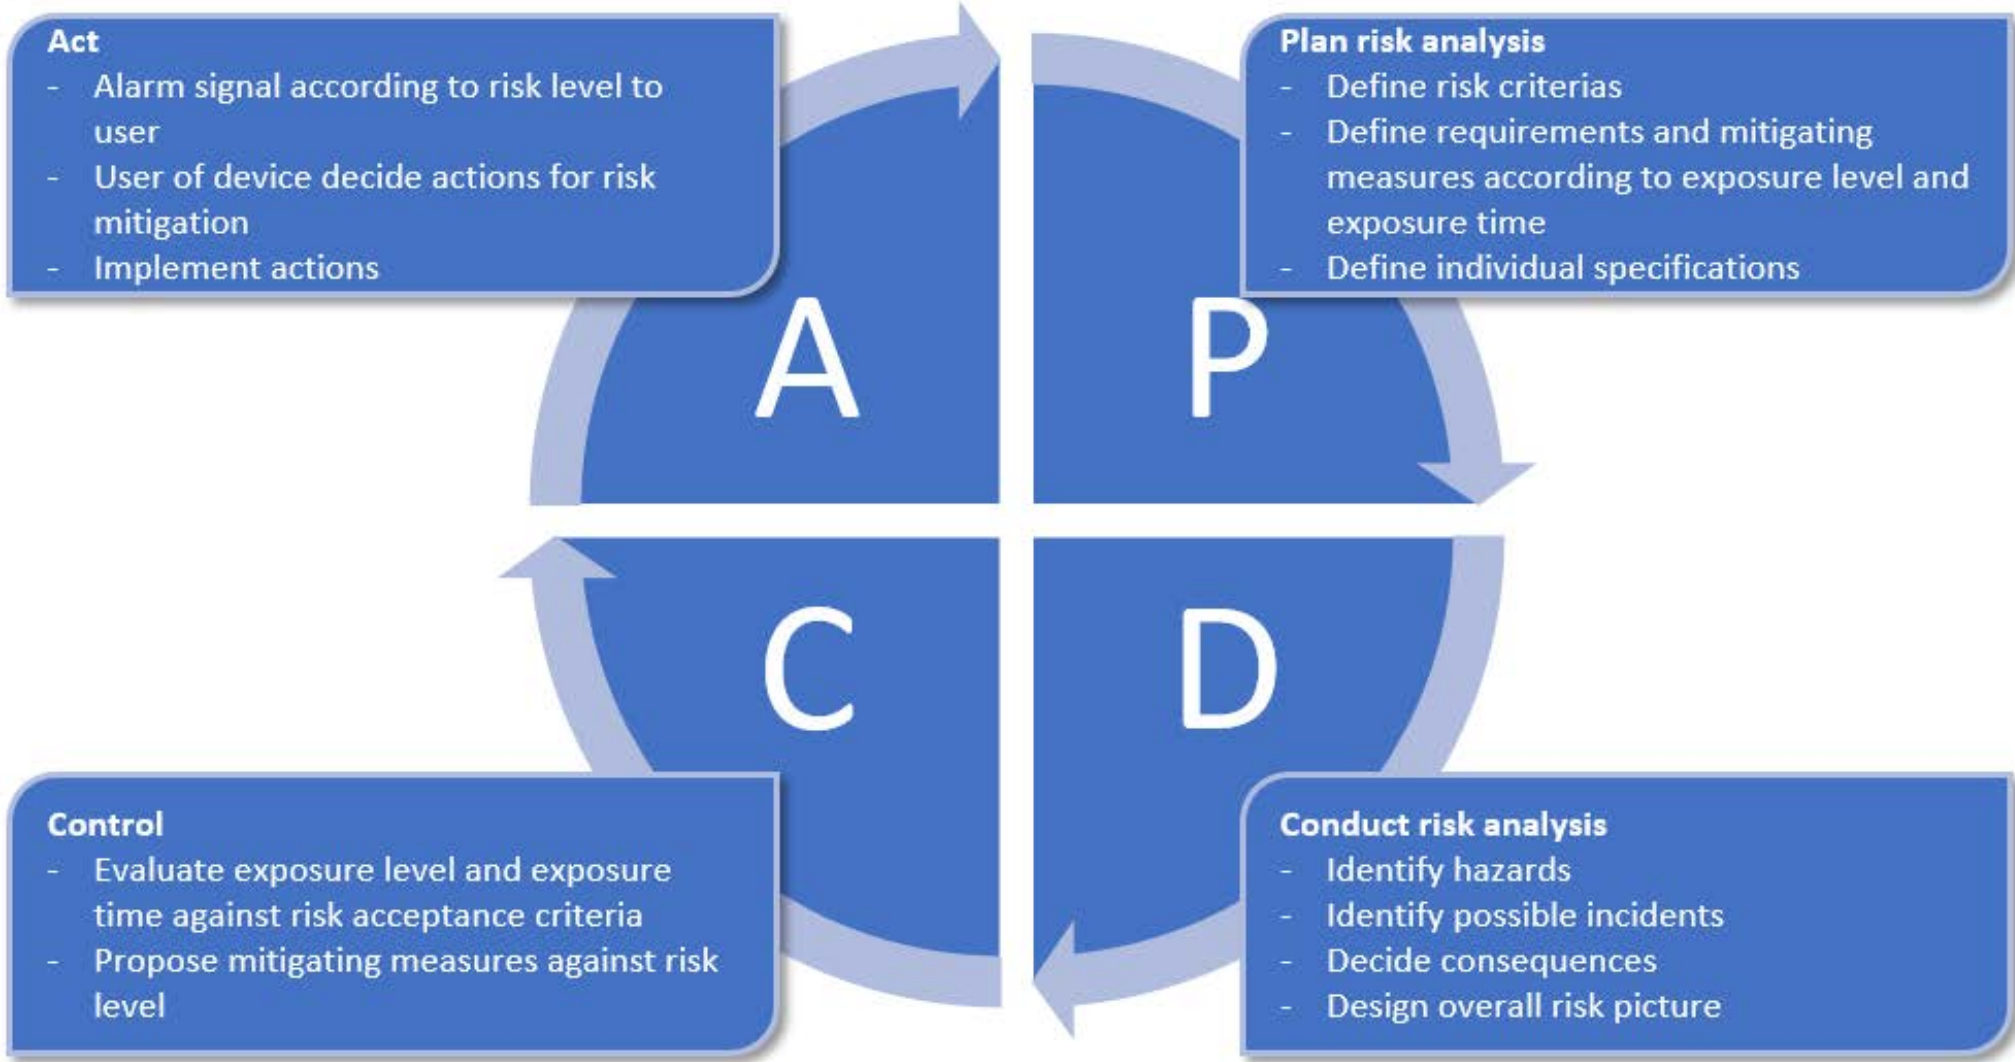 Act
- Alarm signal according to risk level to
user
- User of device decide actions for risk
mitigation
- Implement actions
Plan risk analysis
- Define risk criterias
- Define requirements and mitigating
measures according to exposure level and
exposure time
- Define individual specifications
A
P
C
D
Control
- Evaluate exposure level and exposure
time against risk acceptance criteria
- Propose mitigating measures against risk
level
Conduct risk analysis
- Identify hazards
- Identify possible incidents
- Decide consequences
- Design overall risk picture